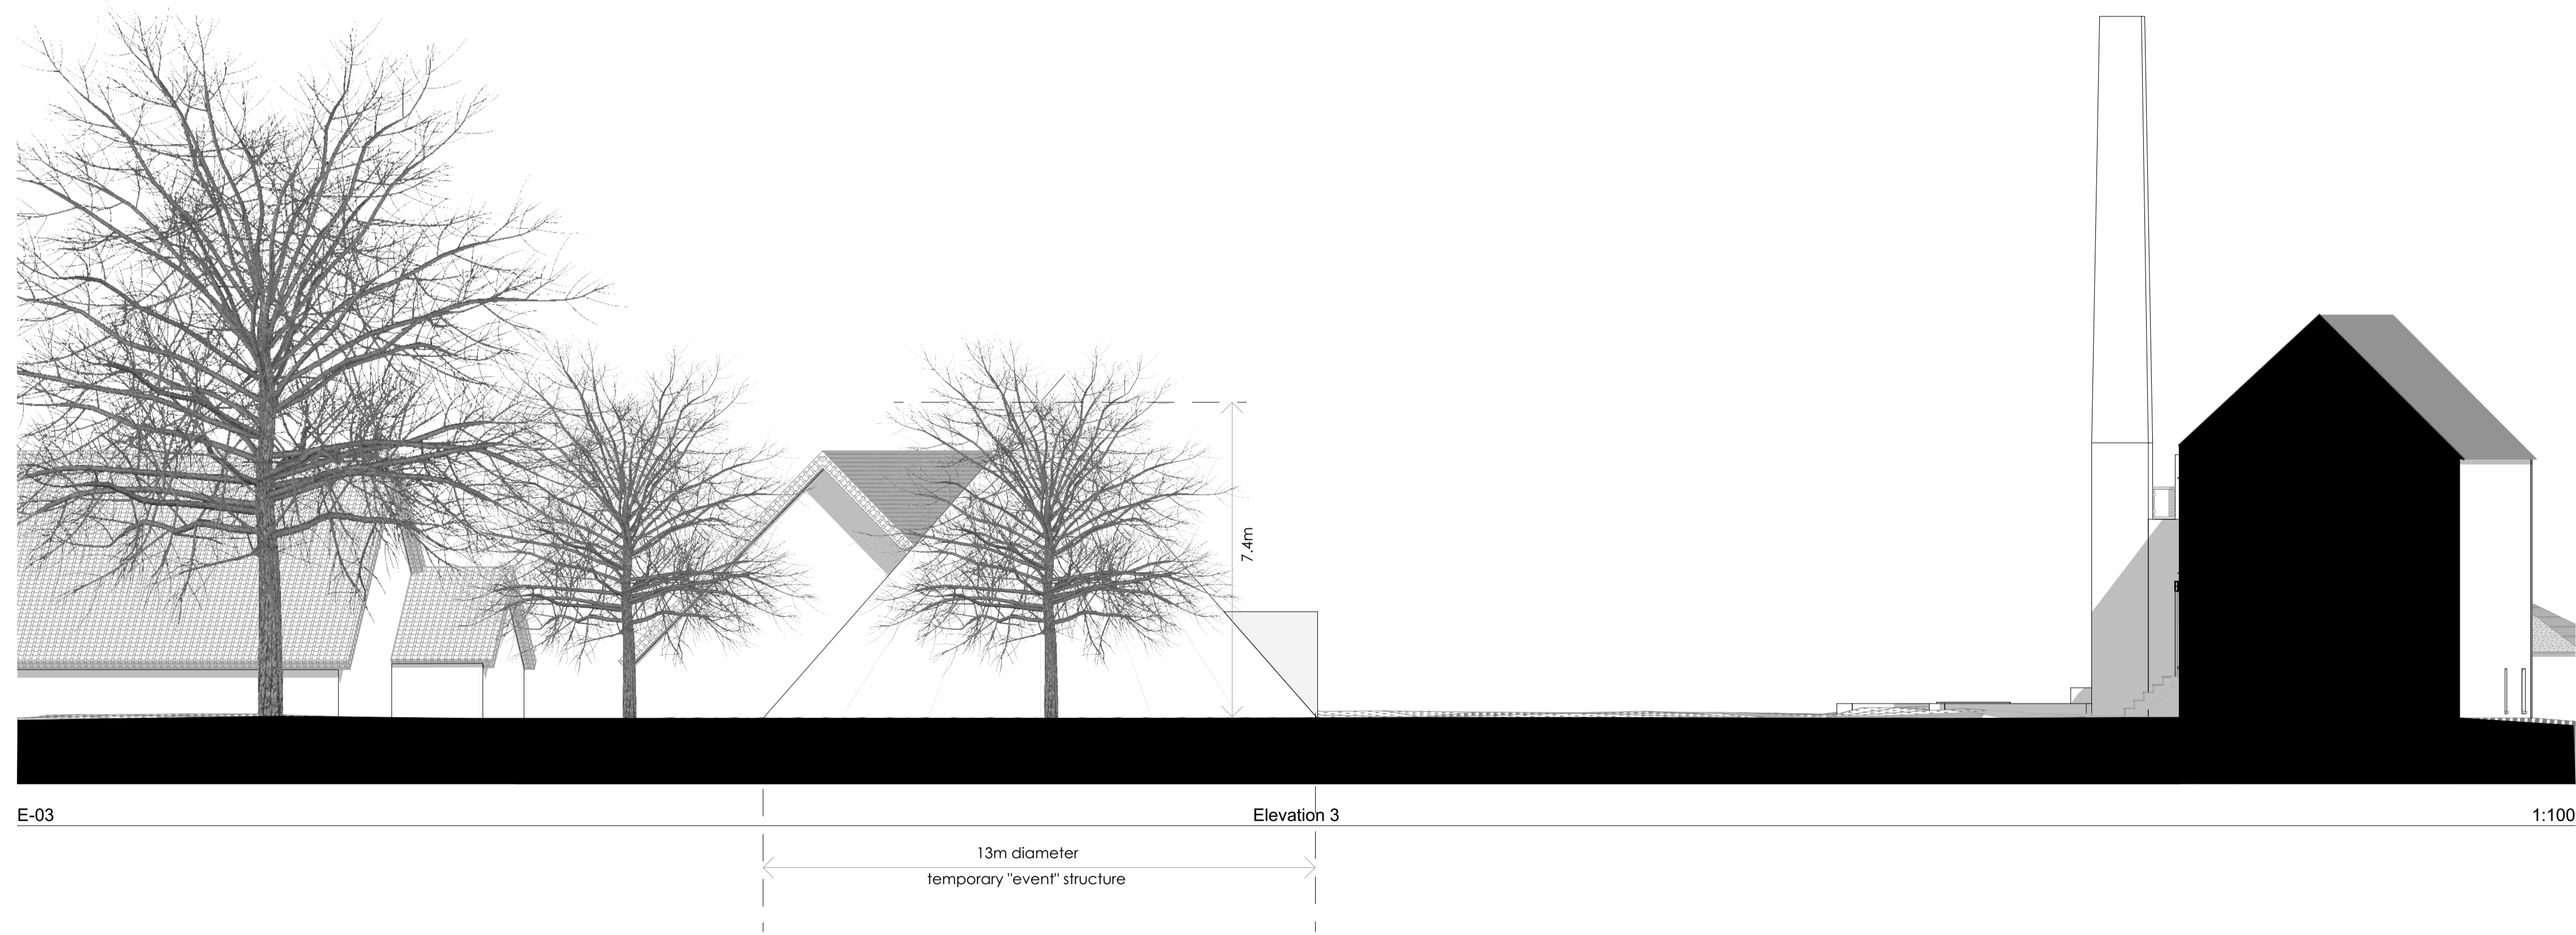 7.4m
E-03
Elevation 3
1:100
13m diameter
temporary "event" structure